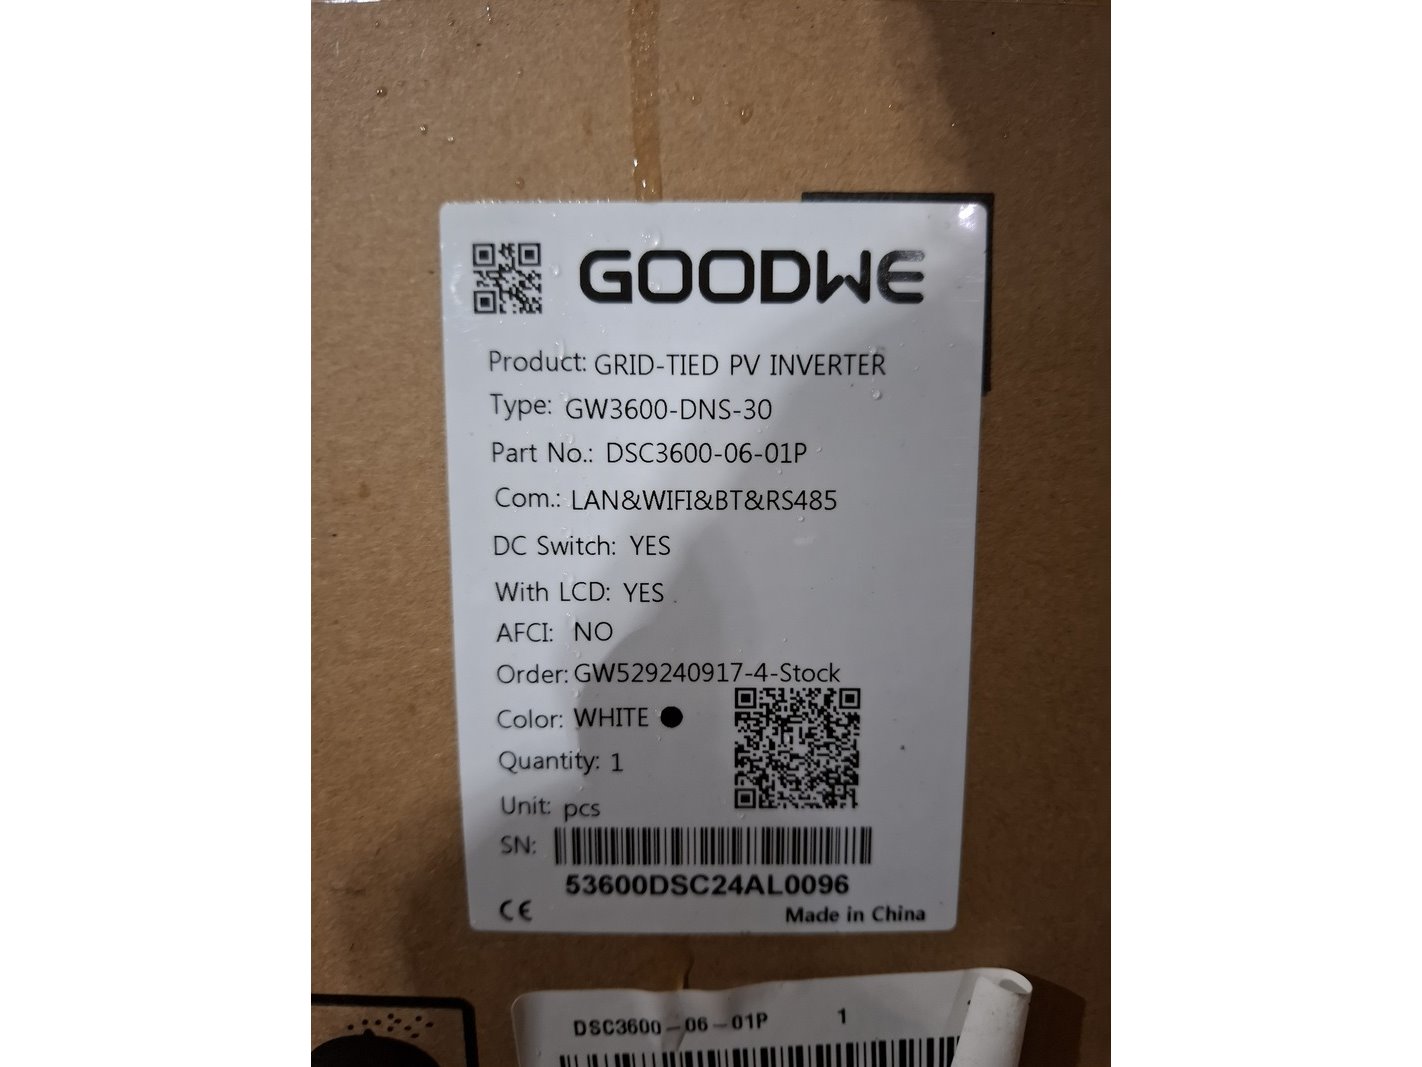 GOODWE
Product: GRID-TIED PV INVERTER
Type: GW3600-DNS-30
Part No.: DSC3600-06-01P
Com.: LAN&WIFI&BT&RS485
DC Switch: YES
With LCD: YES
AFCI: NO
Order: GW529240917-4-Stock
Color: WHITE
Quantity: 1
Unit: pcs
SN:
53600DSC24AL0096
CE Made in China
DSC3600-06-01P 1